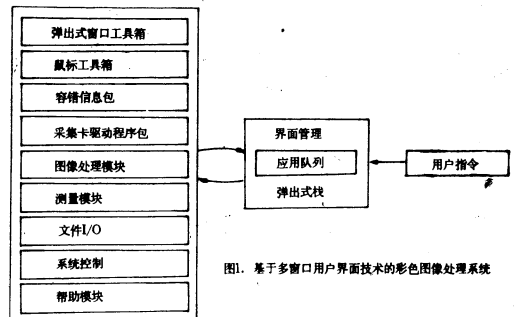 弹出式窗口工具箱
鼠标工具箱
容错信息包
采集卡驱动程序包
图像处理模块
测量模块
文件I/O
系统控制
帮助模块
界面管理
应用队列
弹出式栈
用户指令
图1. 基于多窗口用户界面技术的彩色图像处理系统